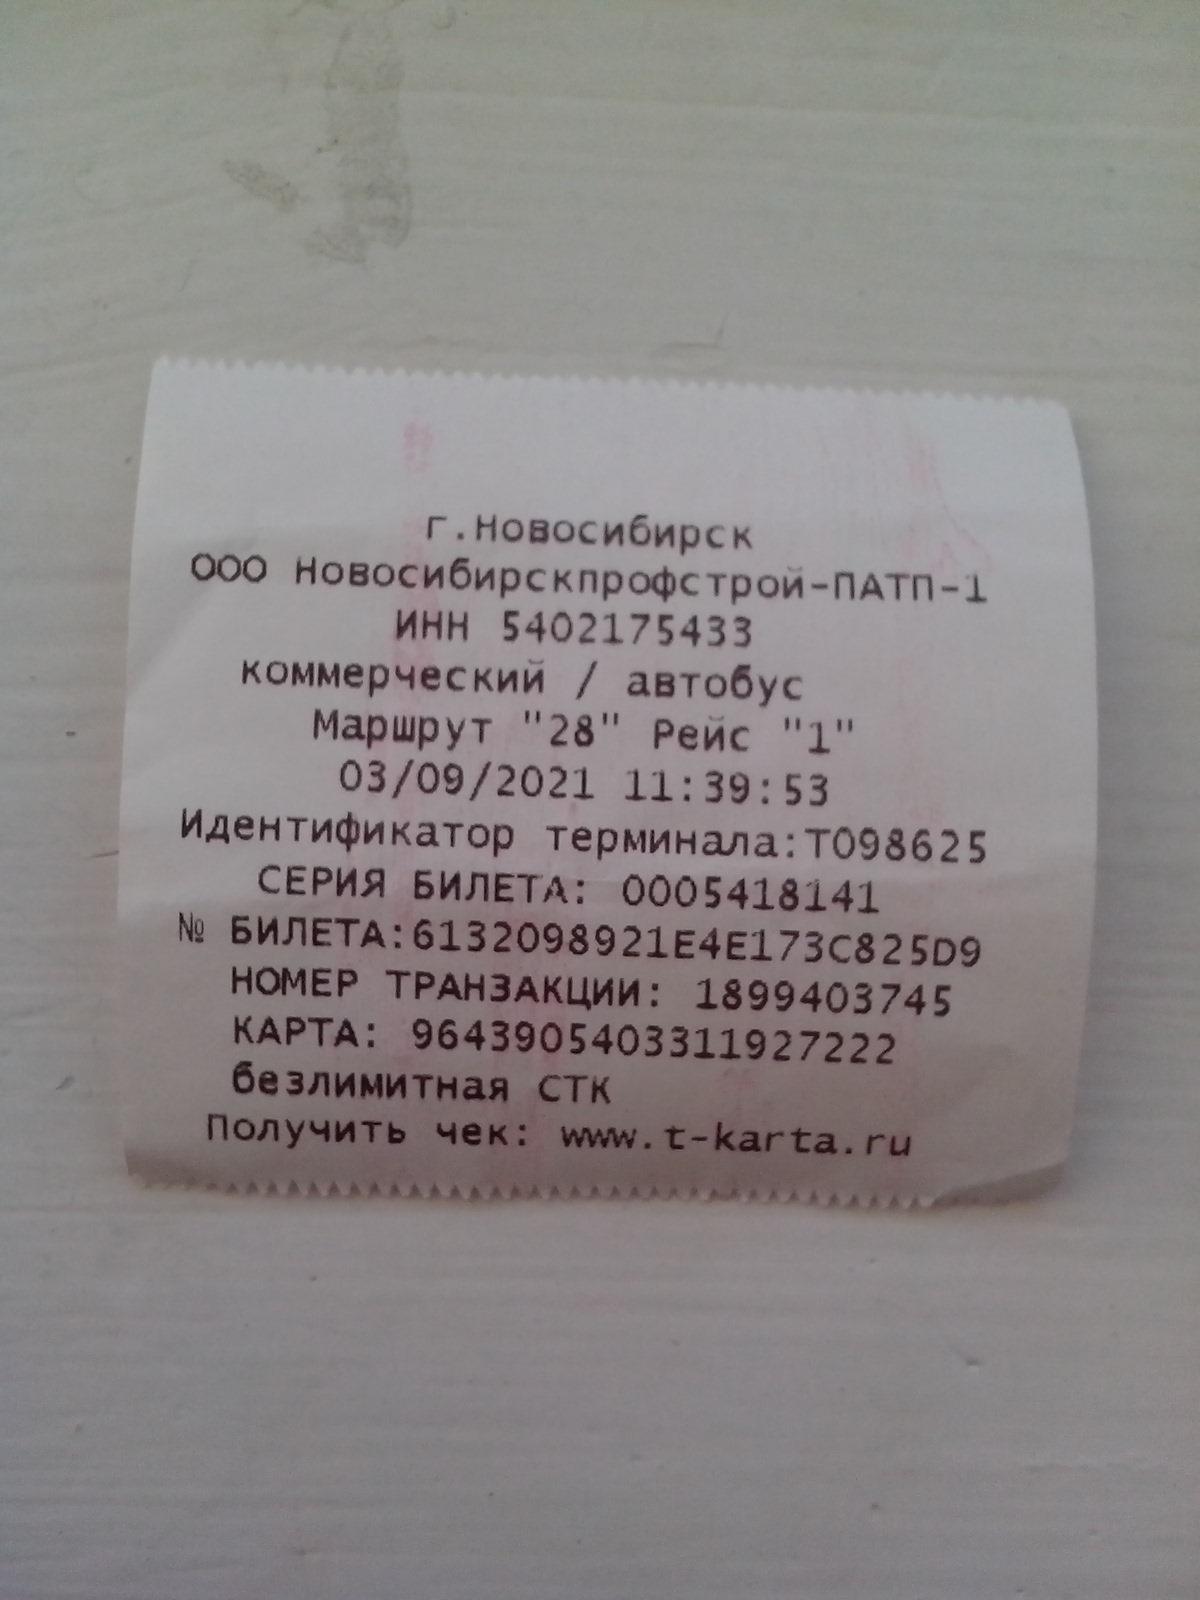 г.Новосибирск
ООО Новосибирскпрофстрой-ПАТП-1
ИНН 5402175433
коммерческий / автобус
Маршрут "28" Рейс "1"
03/09/2021 11:39:53
Идентификатор терминала:Т098625
СЕРИЯ БИЛЕТА: 0005418141
№ БИЛЕТА:6132098921E4E173C825D9
НОМЕР ТРАНЗАКЦИИ: 1899403745
КАРТА: 9643905403311927222
безлимитная СТК
Получить чек: www.t-karta.ru